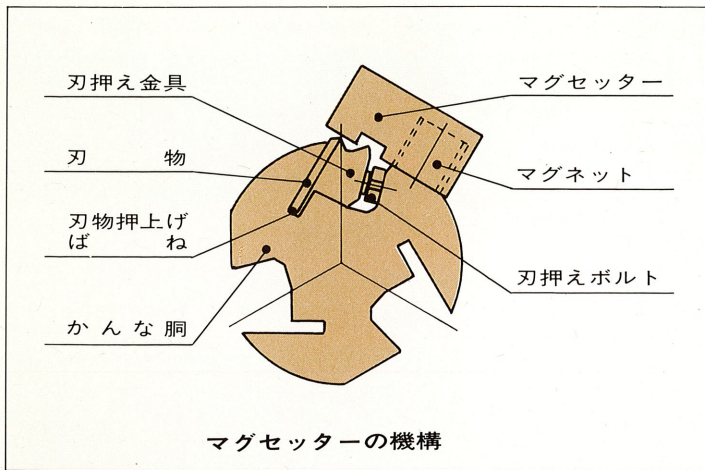 刃押え金具
刃物
刃物押上げ
ばね
かんな胴
マグセッター
マグネット
刃押えボルト
マグセッターの機構